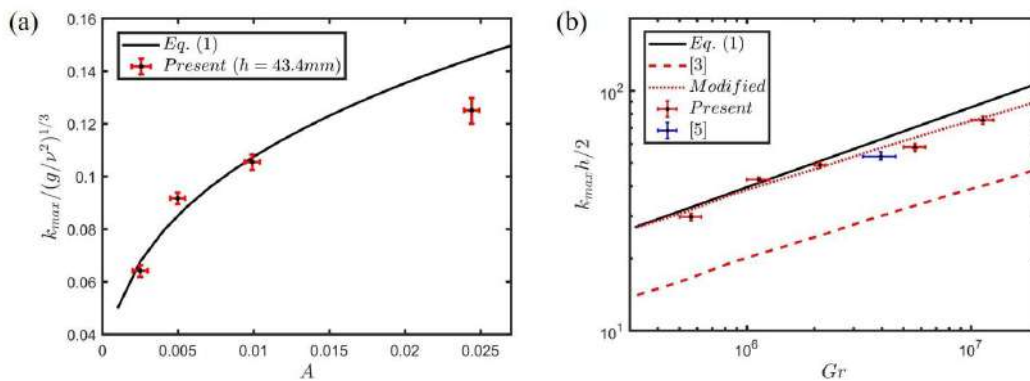 (a)
0.16
0.14
0.12
0.1
0.08
0.06
0.04
k_max/(g/ν²)^1/3
Eq. (1)
Present (h = 43.4mm)
0 0.005 0.01 0.015 0.02 0.025
A
(b)
10²
10¹
k_max h/2
Eq. (1)
[3]
Modified
Present
[5]
10⁶ 10⁷
Gr